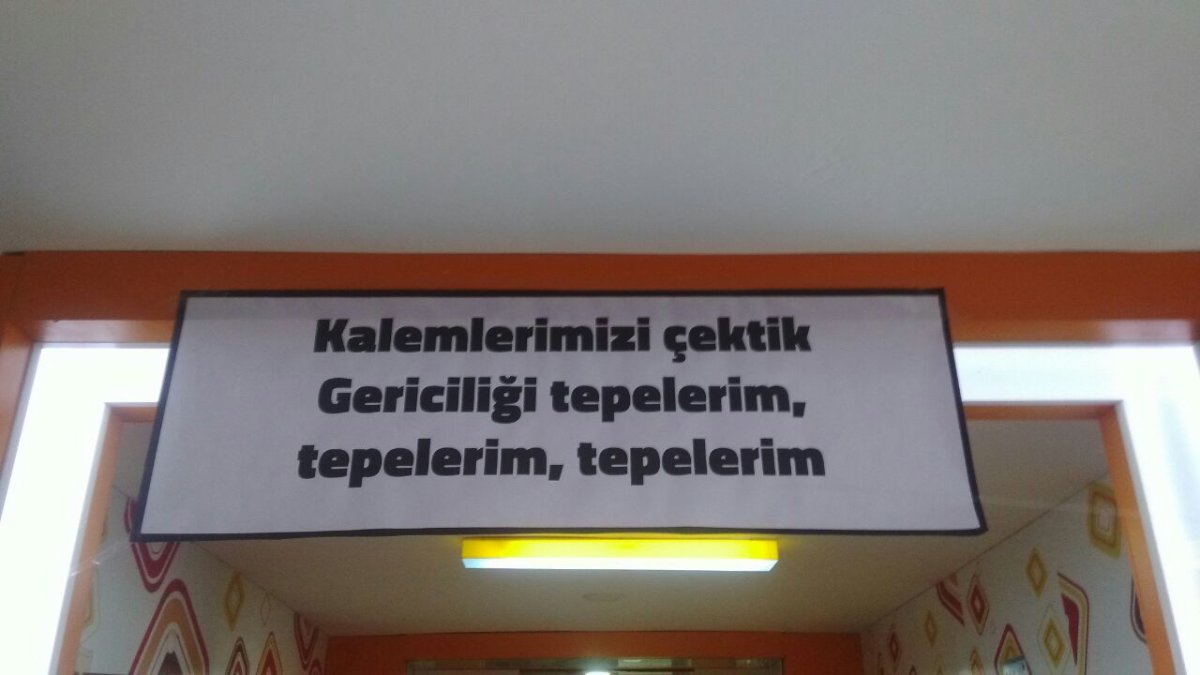 Kalemlerimizi çektik
Gericiliği tepelerim,
tepelerim, tepelerim